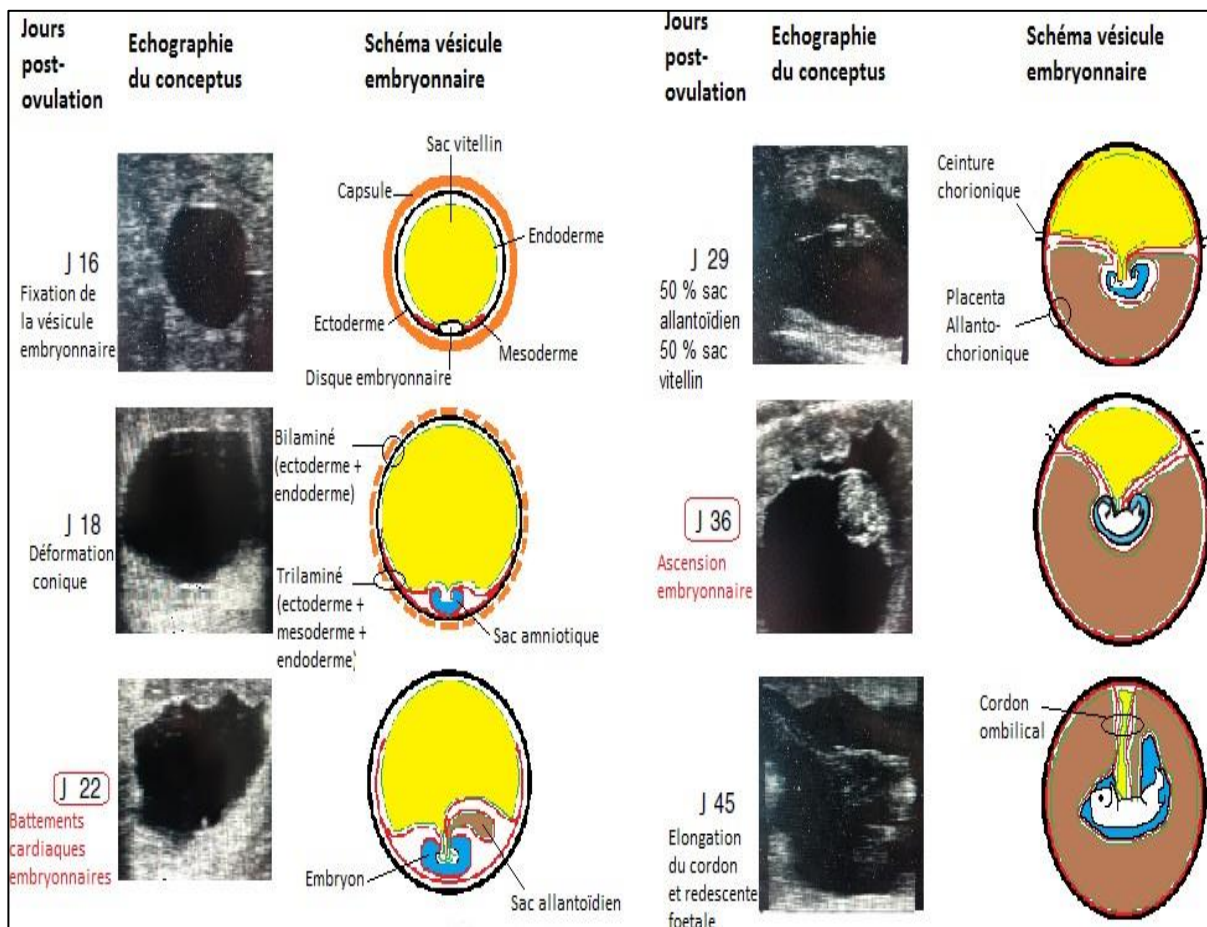 Jours
post-
ovulation
Echographie
du conceptus
Schéma vésicule
embryonnaire
J 16
Fixation de
la vésicule
embryonnaire
Sac vitellin
Capsule
Endoderme
Ectoderme
Mesoderme
Disque embryonnaire
J 18
Déformation
conique
Bilaminé
(ectoderme +
endoderme)
Trilaminé
(ectoderme +
mesoderme +
endoderme)
Sac amniotique
J 22
Battements
cardiaques
embryonnaires
Embryon
Sac allantoïdien
Jours
post-
ovulation
Echographie
du conceptus
Schéma vésicule
embryonnaire
J 29
50 % sac
allantoïdien
50 % sac
vitellin
Ceinture
chorionique
Placenta
Allanto-
chorionique
J 36
Ascension
embryonnaire
J 45
Elongation
du cordon
et redescente
foetale
Cordon
ombilical